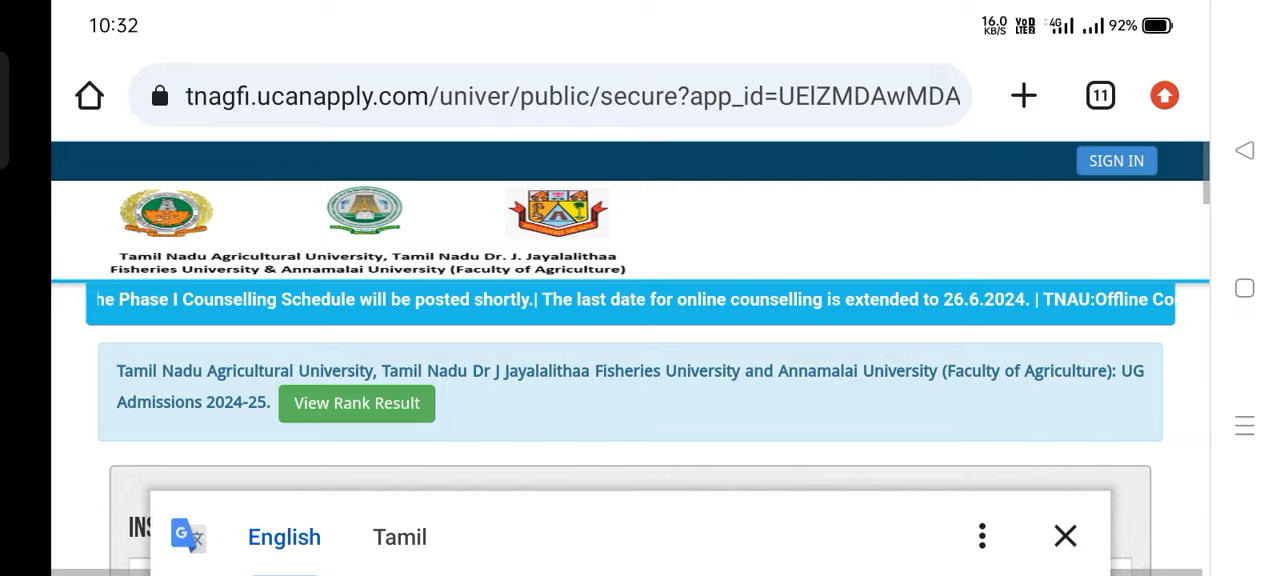 10:32
16.0 KB/S VoD LTE2 4G 92%
tnagfi.ucanapply.com/univer/public/secure?app_id=UElZMDAwMDA
11
SIGN IN
Tamil Nadu Agricultural University, Tamil Nadu Dr. J. Jayalalithaa
Fisheries University & Annamalai University (Faculty of Agriculture)
he Phase I Counselling Schedule will be posted shortly.| The last date for online counselling is extended to 26.6.2024. | TNAU:Offline Co
Tamil Nadu Agricultural University, Tamil Nadu Dr J Jayalalithaa Fisheries University and Annamalai University (Faculty of Agriculture): UG
Admissions 2024-25. View Rank Result
INS
English Tamil